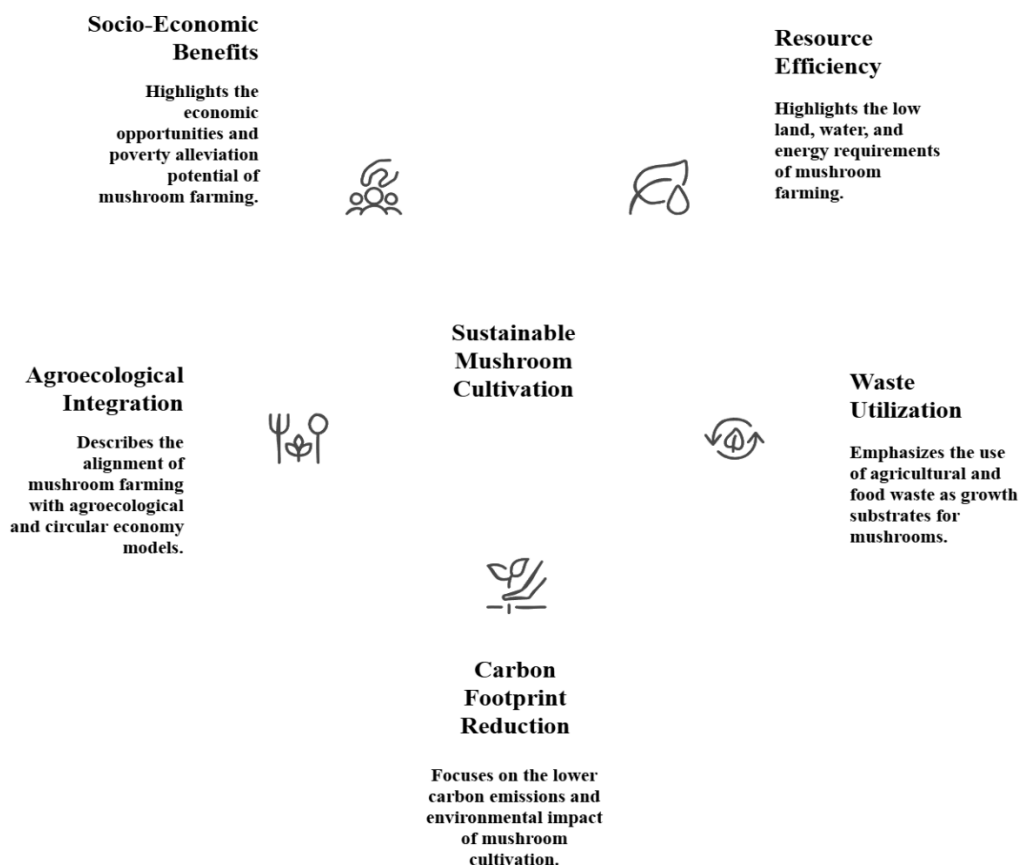 Socio-Economic
Benefits
Highlights the
economic
opportunities and
poverty alleviation
potential of
mushroom farming.
Resource
Efficiency
Highlights the low
land, water, and
energy requirements
of mushroom
farming.
Sustainable
Mushroom
Cultivation
Agroecological
Integration
Describes the
alignment of
mushroom farming
with agroecological
and circular economy
models.
Waste
Utilization
Emphasizes the use
of agricultural and
food waste as growth
substrates for
mushrooms.
Carbon
Footprint
Reduction
Focuses on the lower
carbon emissions and
environmental impact
of mushroom
cultivation.